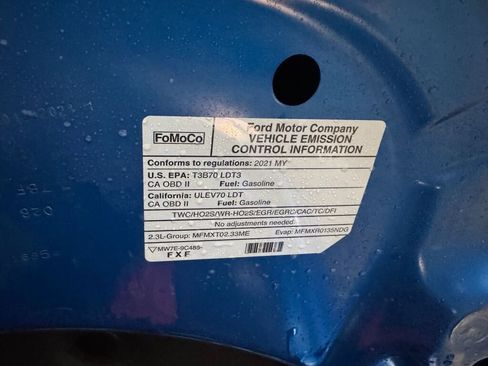 FoMoCo
Ford Motor Company
VEHICLE EMISSION
CONTROL INFORMATION
Conforms to regulations: 2021 MY
U.S. EPA: T3B70 LDT3
CA OBD II Fuel: Gasoline
California: ULEV70 LDT
CA OBD II Fuel: Gasoline
TWC/HO2S/WR-HO2S/EGR/EGRC/CAC/TC/DFI
No adjustments needed.
2.3L-Group: MFMXT02.33ME Evap: MFMXR0135NDG
MW7E-9C485-
FXF